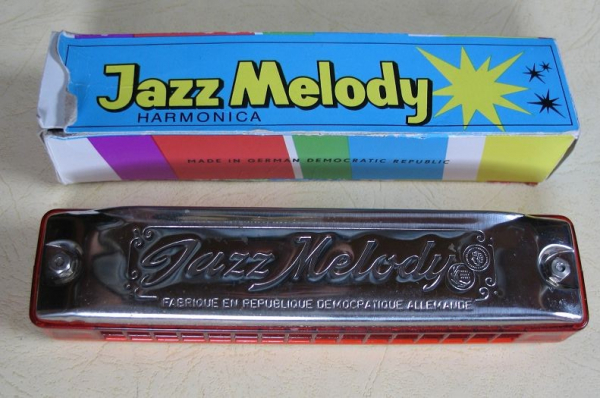 Jazz Melody
HARMONICA
MADE IN GERMAN DEMOCRATIC REPUBLIC
Jazz Melody
FABRIQUE EN REPUBLIQUE DEMOCRATIQUE ALLEMANDE